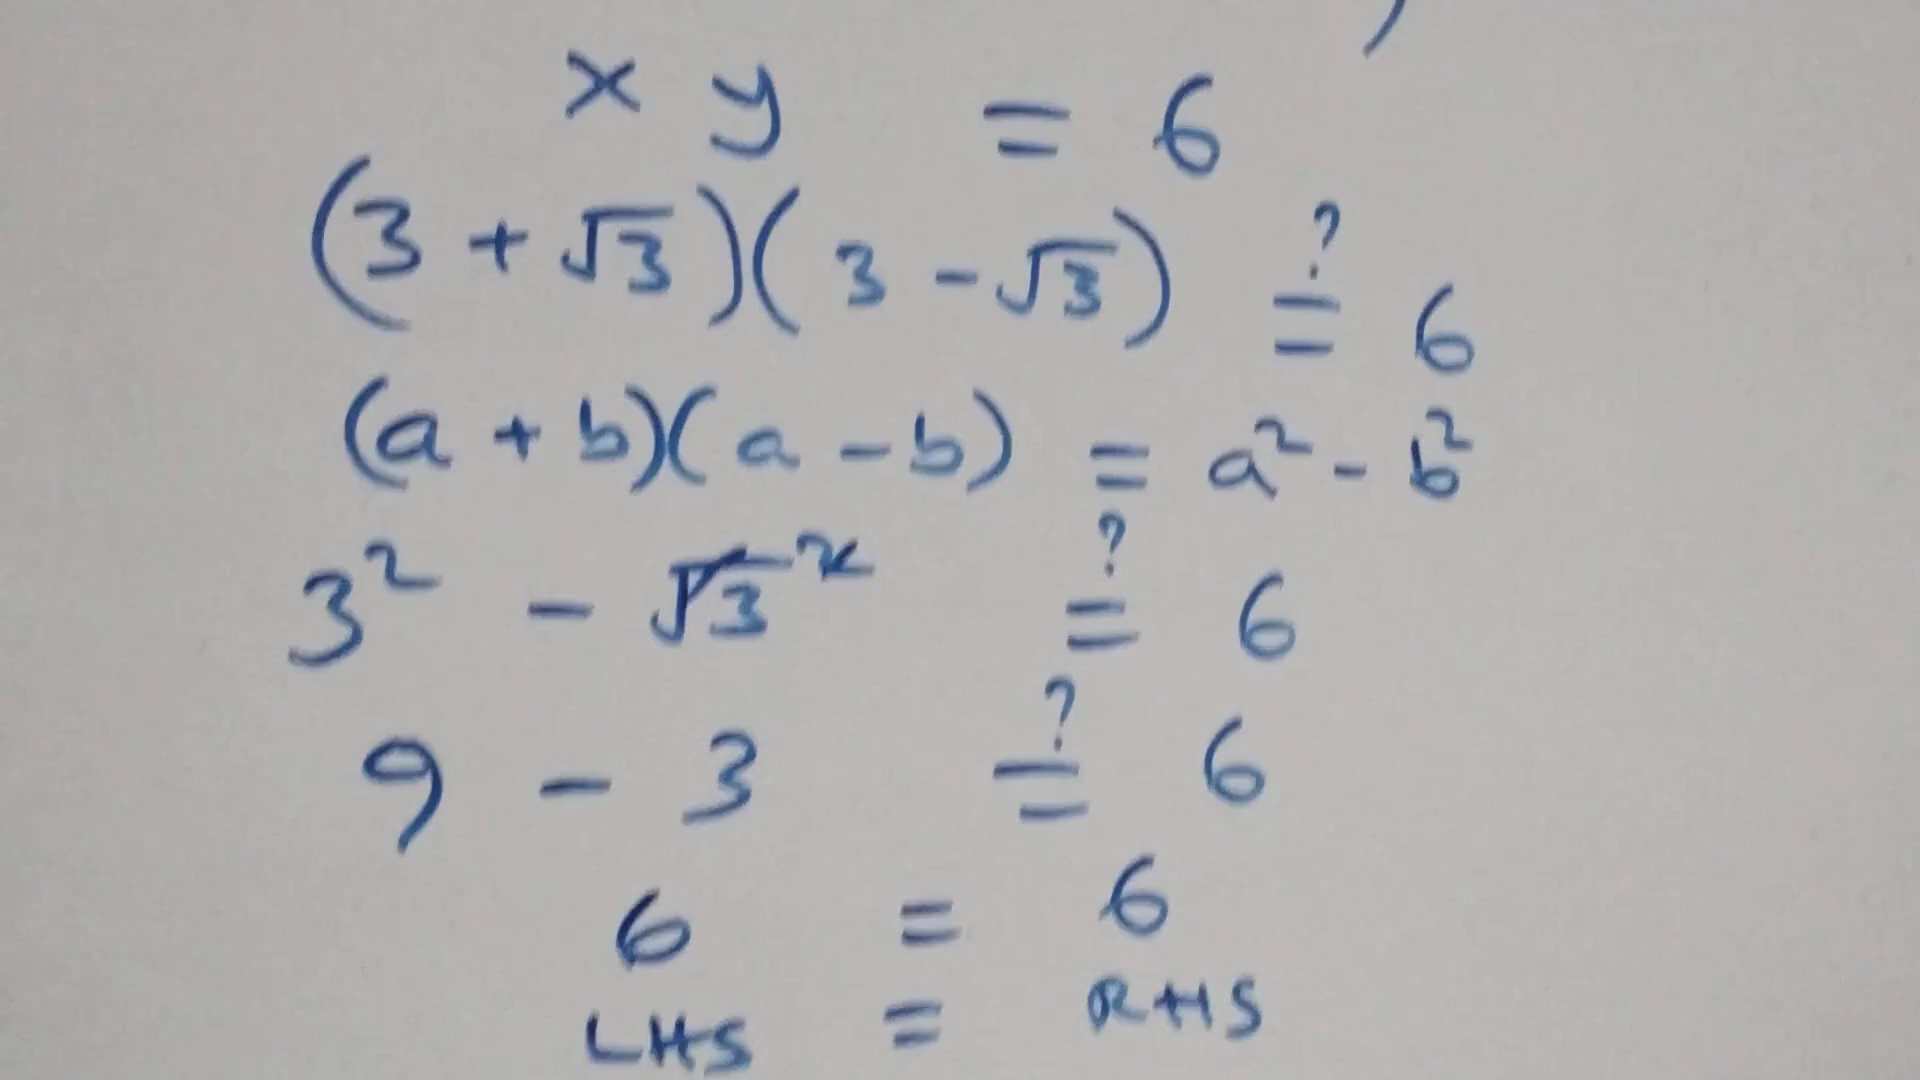 x y = 6
(3 + √3)(3 - √3) ≟ 6
(a + b)(a - b) = a² - b²
3² - √3² ≟ 6
9 - 3 ≟ 6
6 = 6
LHS = RHS